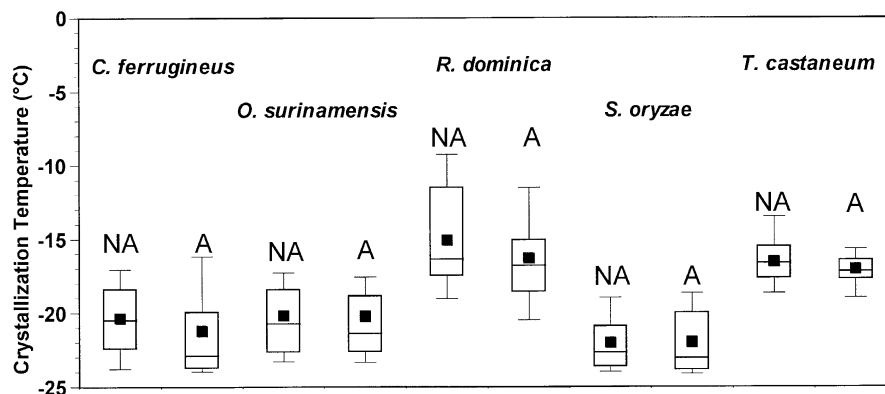 Crystallization Temperature (°C)
0
-5
-10
-15
-20
-25
C. ferrugineus
O. surinamensis
R. dominica
S. oryzae
T. castaneum
NA
A
NA
A
NA
A
NA
A
NA
A